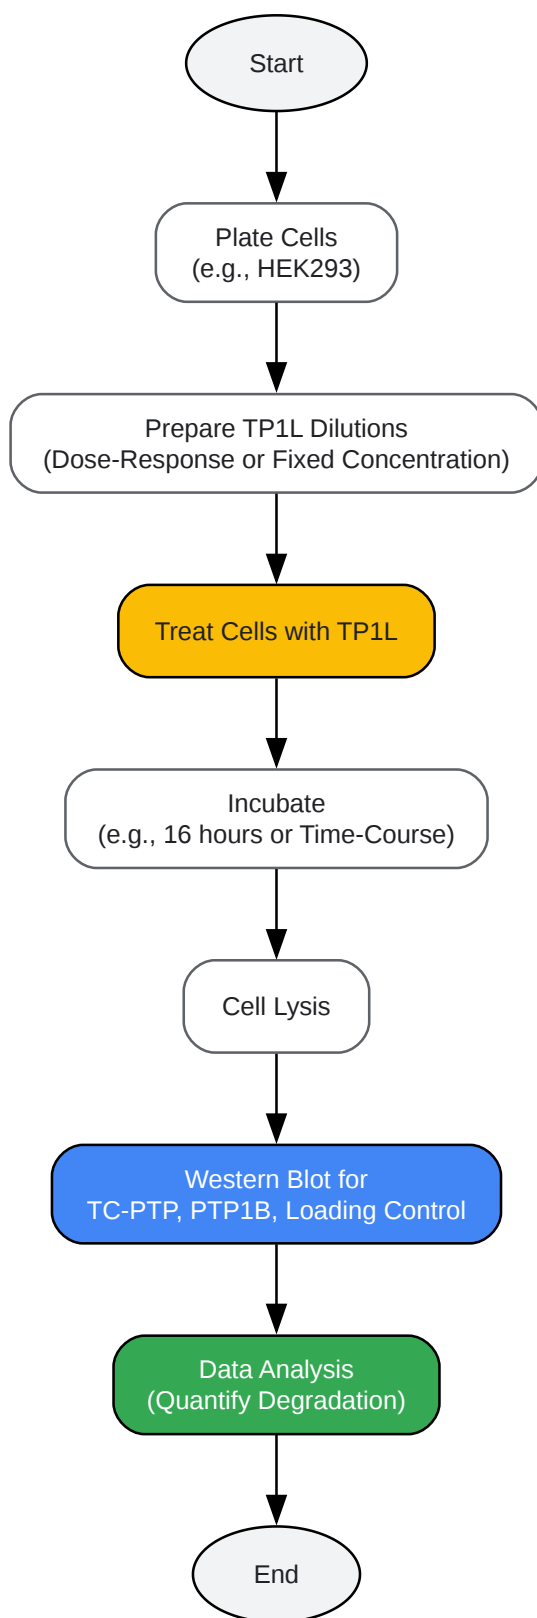 Start
Plate Cells
(e.g., HEK293)
Prepare TP1L Dilutions
(Dose-Response or Fixed Concentration)
Treat Cells with TP1L
Incubate
(e.g., 16 hours or Time-Course)
Cell Lysis
Western Blot for
TC-PTP, PTP1B, Loading Control
Data Analysis
(Quantify Degradation)
End